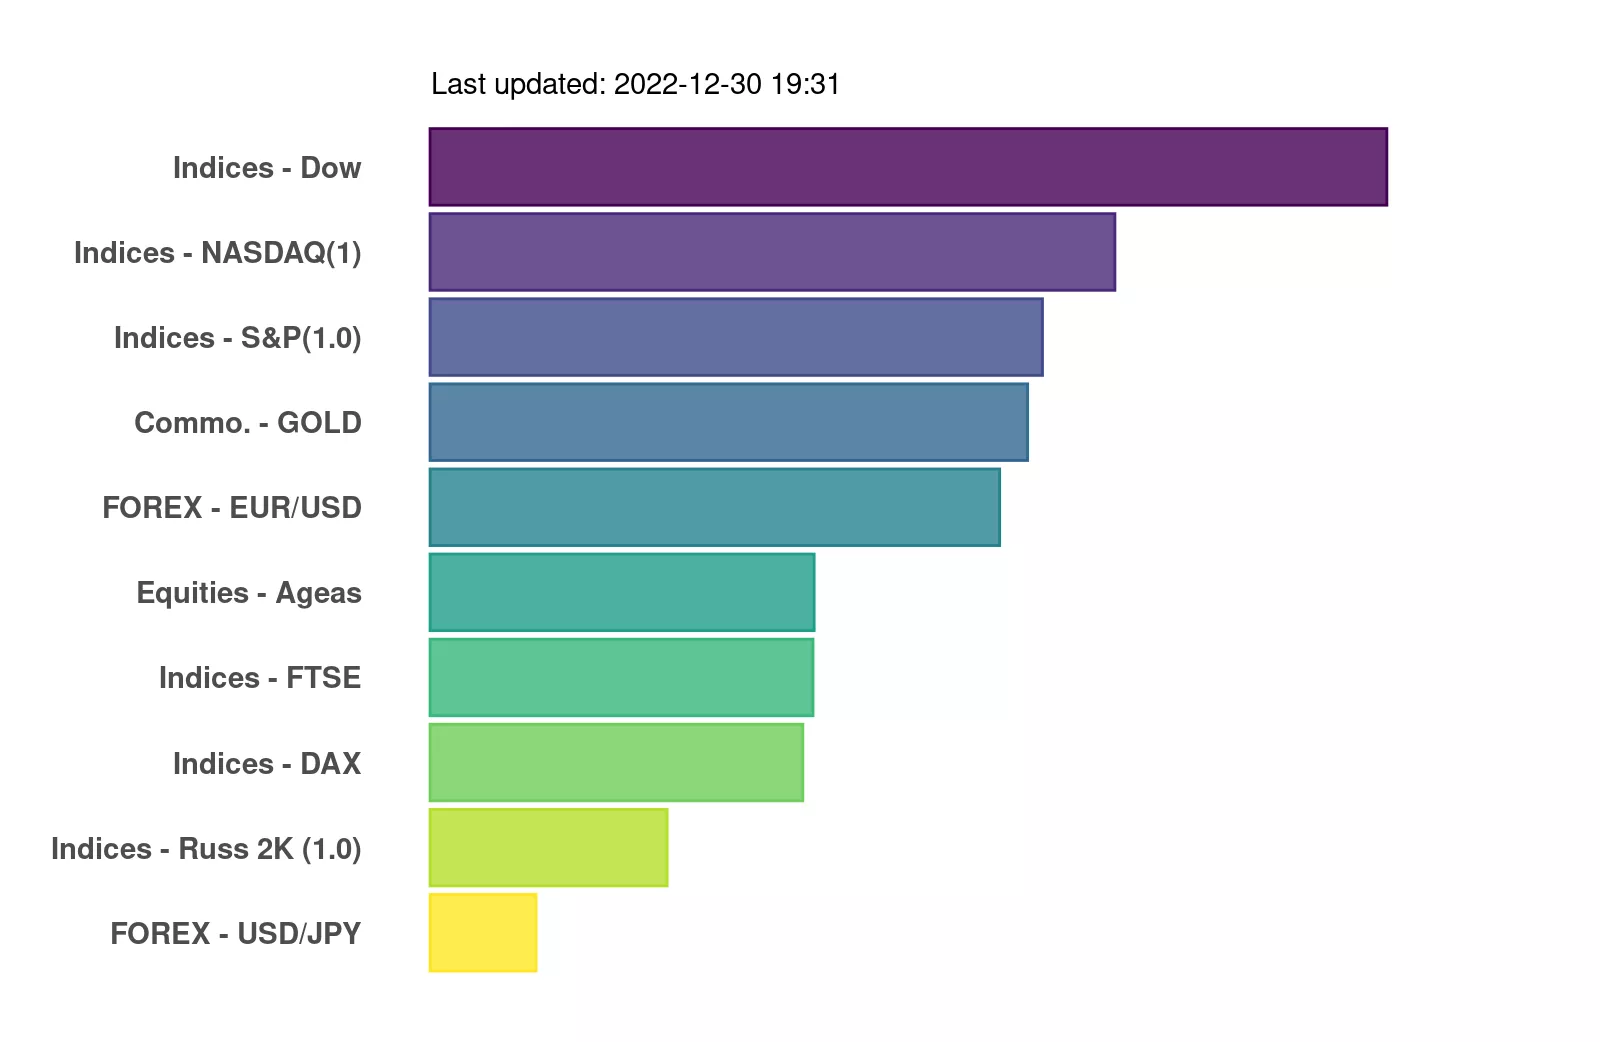 Last updated: 2022-12-30 19:31
Indices - Dow
Indices - NASDAQ(1)
Indices - S&P(1.0)
Commo. - GOLD
FOREX - EUR/USD
Equities - Ageas
Indices - FTSE
Indices - DAX
Indices - Russ 2K (1.0)
FOREX - USD/JPY